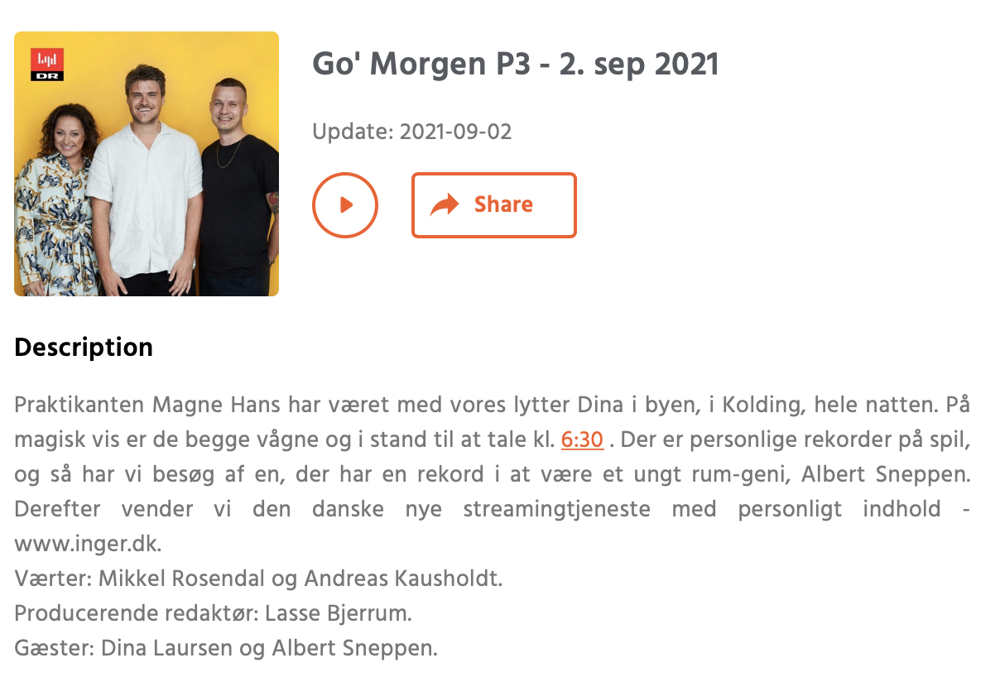 DR
Go' Morgen P3 - 2. sep 2021
Update: 2021-09-02
Share
Description
Praktikanten Magne Hans har været med vores lytter Dina i byen, i Kolding, hele natten. På
magisk vis er de begge vågne og i stand til at tale kl. 6:30 . Der er personlige rekorder på spil,
og så har vi besøg af en, der har en rekord i at være et ungt rum-geni, Albert Sneppen.
Derefter vender vi den danske nye streamingtjeneste med personligt indhold -
www.inger.dk.
Værter: Mikkel Rosendal og Andreas Kausholdt.
Producerende redaktør: Lasse Bjerrum.
Gæster: Dina Laursen og Albert Sneppen.